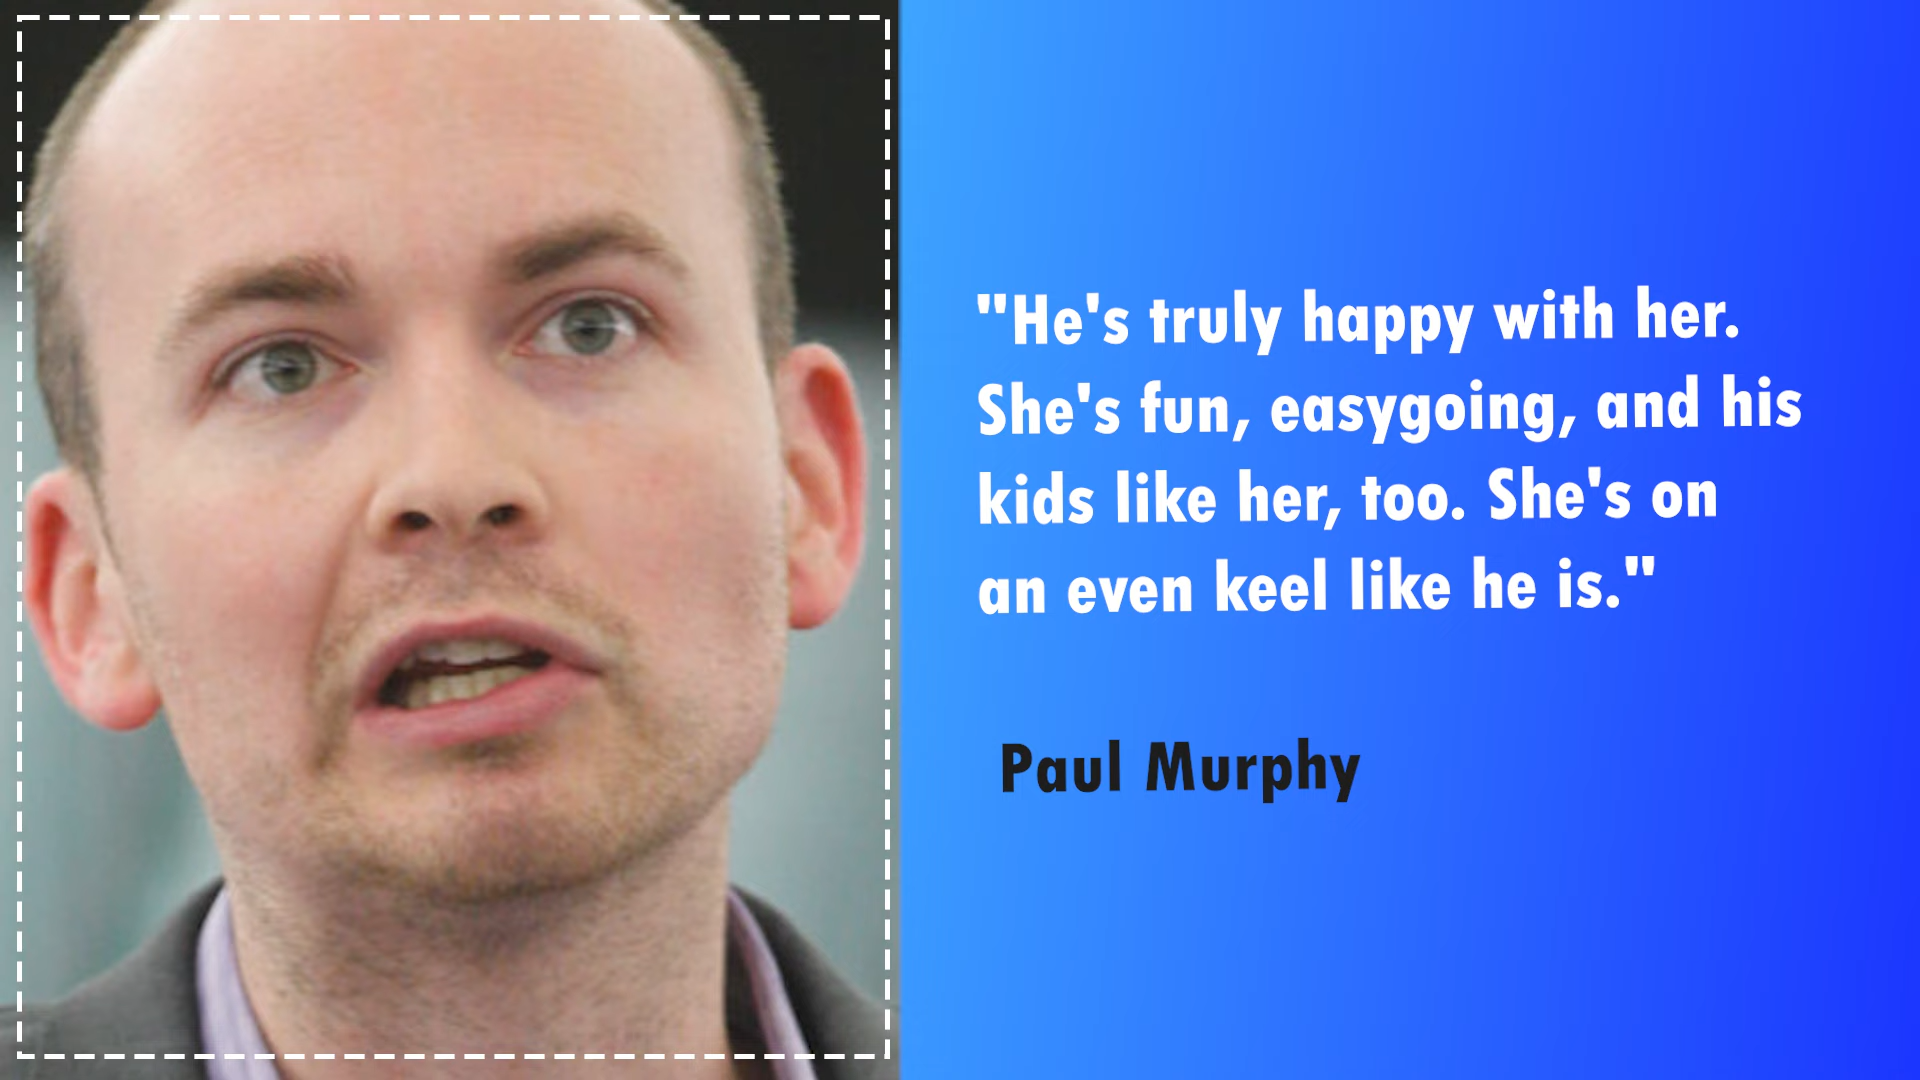 "He's truly happy with her.
She's fun, easygoing, and his
kids like her, too. She's on
an even keel like he is."
Paul Murphy